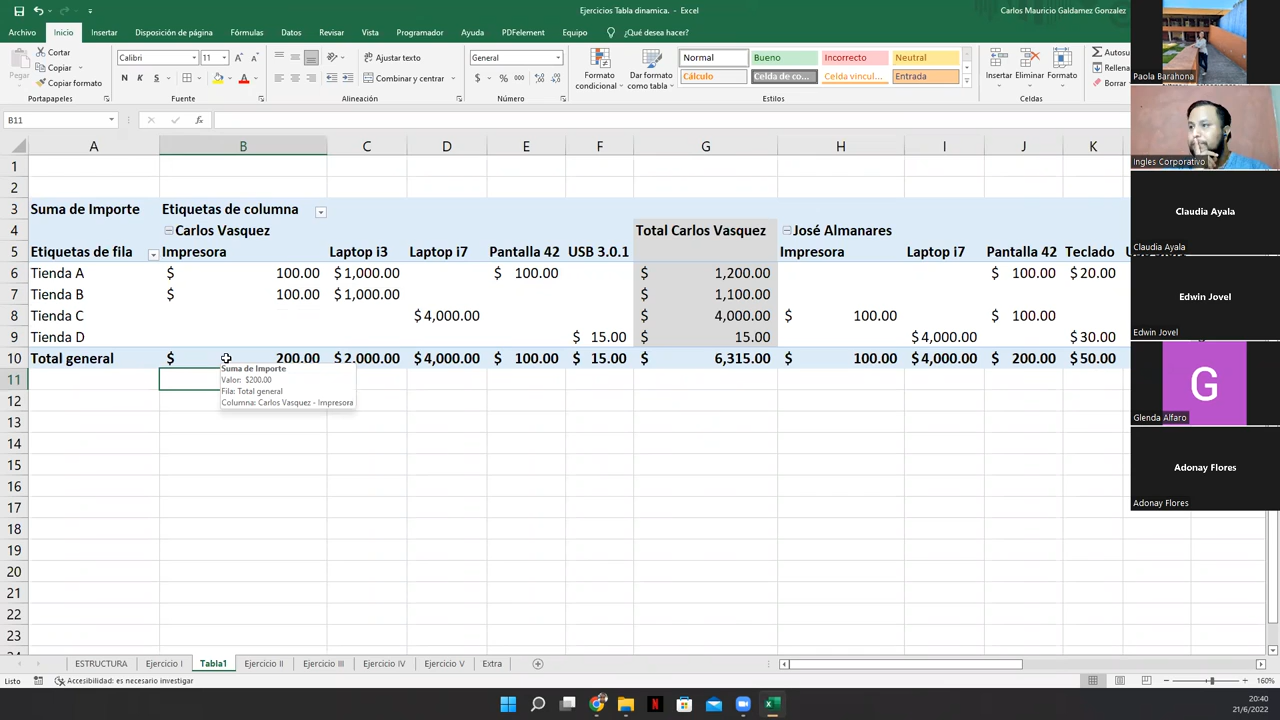 Ejercicios Tabla dinamica. - Excel
Carlos Mauricio Galdamez Gonzalez
Archivo Inicio Insertar Disposición de página Fórmulas Datos Revisar Vista Programador Ayuda PDFelement Equipo ¿Qué desea hacer?
Pegar
Cortar
Copiar
Copiar formato
Portapapeles
Calibri 11
N K S
Fuente
Ajustar texto
Combinar y centrar
Alineación
General
$ % 000
Número
Formato condicional
Dar formato como tabla
Normal Bueno Incorrecto Neutral
Cálculo Celda de co... Celda vincul... Entrada
Estilos
Insertar Eliminar Formato
Celdas
Autosu
Rellena
Borrar
B11
fx
A B C D E F G H I J K
1
2
3 Suma de Importe Etiquetas de columna
4 Carlos Vasquez Total Carlos Vasquez José Almanares
5 Etiquetas de fila Impresora Laptop i3 Laptop i7 Pantalla 42 USB 3.0.1 Impresora Laptop i7 Pantalla 42 Teclado
6 Tienda A $ 100.00 $1,000.00 $ 100.00 $ 1,200.00 $ 100.00 $20.00
7 Tienda B $ 100.00 $1,000.00 $ 1,100.00
8 Tienda C $4,000.00 $ 4,000.00 $ 100.00 $ 100.00
9 Tienda D $ 15.00 $ 15.00 $4,000.00 $30.00
10 Total general $ 200.00 $2,000.00 $4,000.00 $ 100.00 $ 15.00 $ 6,315.00 $ 100.00 $4,000.00 $ 200.00 $50.00
11
Suma de Importe
Valor: $200.00
Fila: Total general
Columna: Carlos Vasquez - Impresora
12
13
14
15
16
17
18
19
20
21
22
23
Paola Barahona
Ingles Corporativo
Claudia Ayala
Claudia Ayala
Edwin Jovel
Edwin Jovel
G
Glenda Alfaro
Adonay Flores
Adonay Flores
ESTRUCTURA Ejercicio I Tabla1 Ejercicio II Ejercicio III Ejercicio IV Ejercicio V Extra
Listo Accesibilidad: es necesario investigar
160%
20:40
21/6/2022